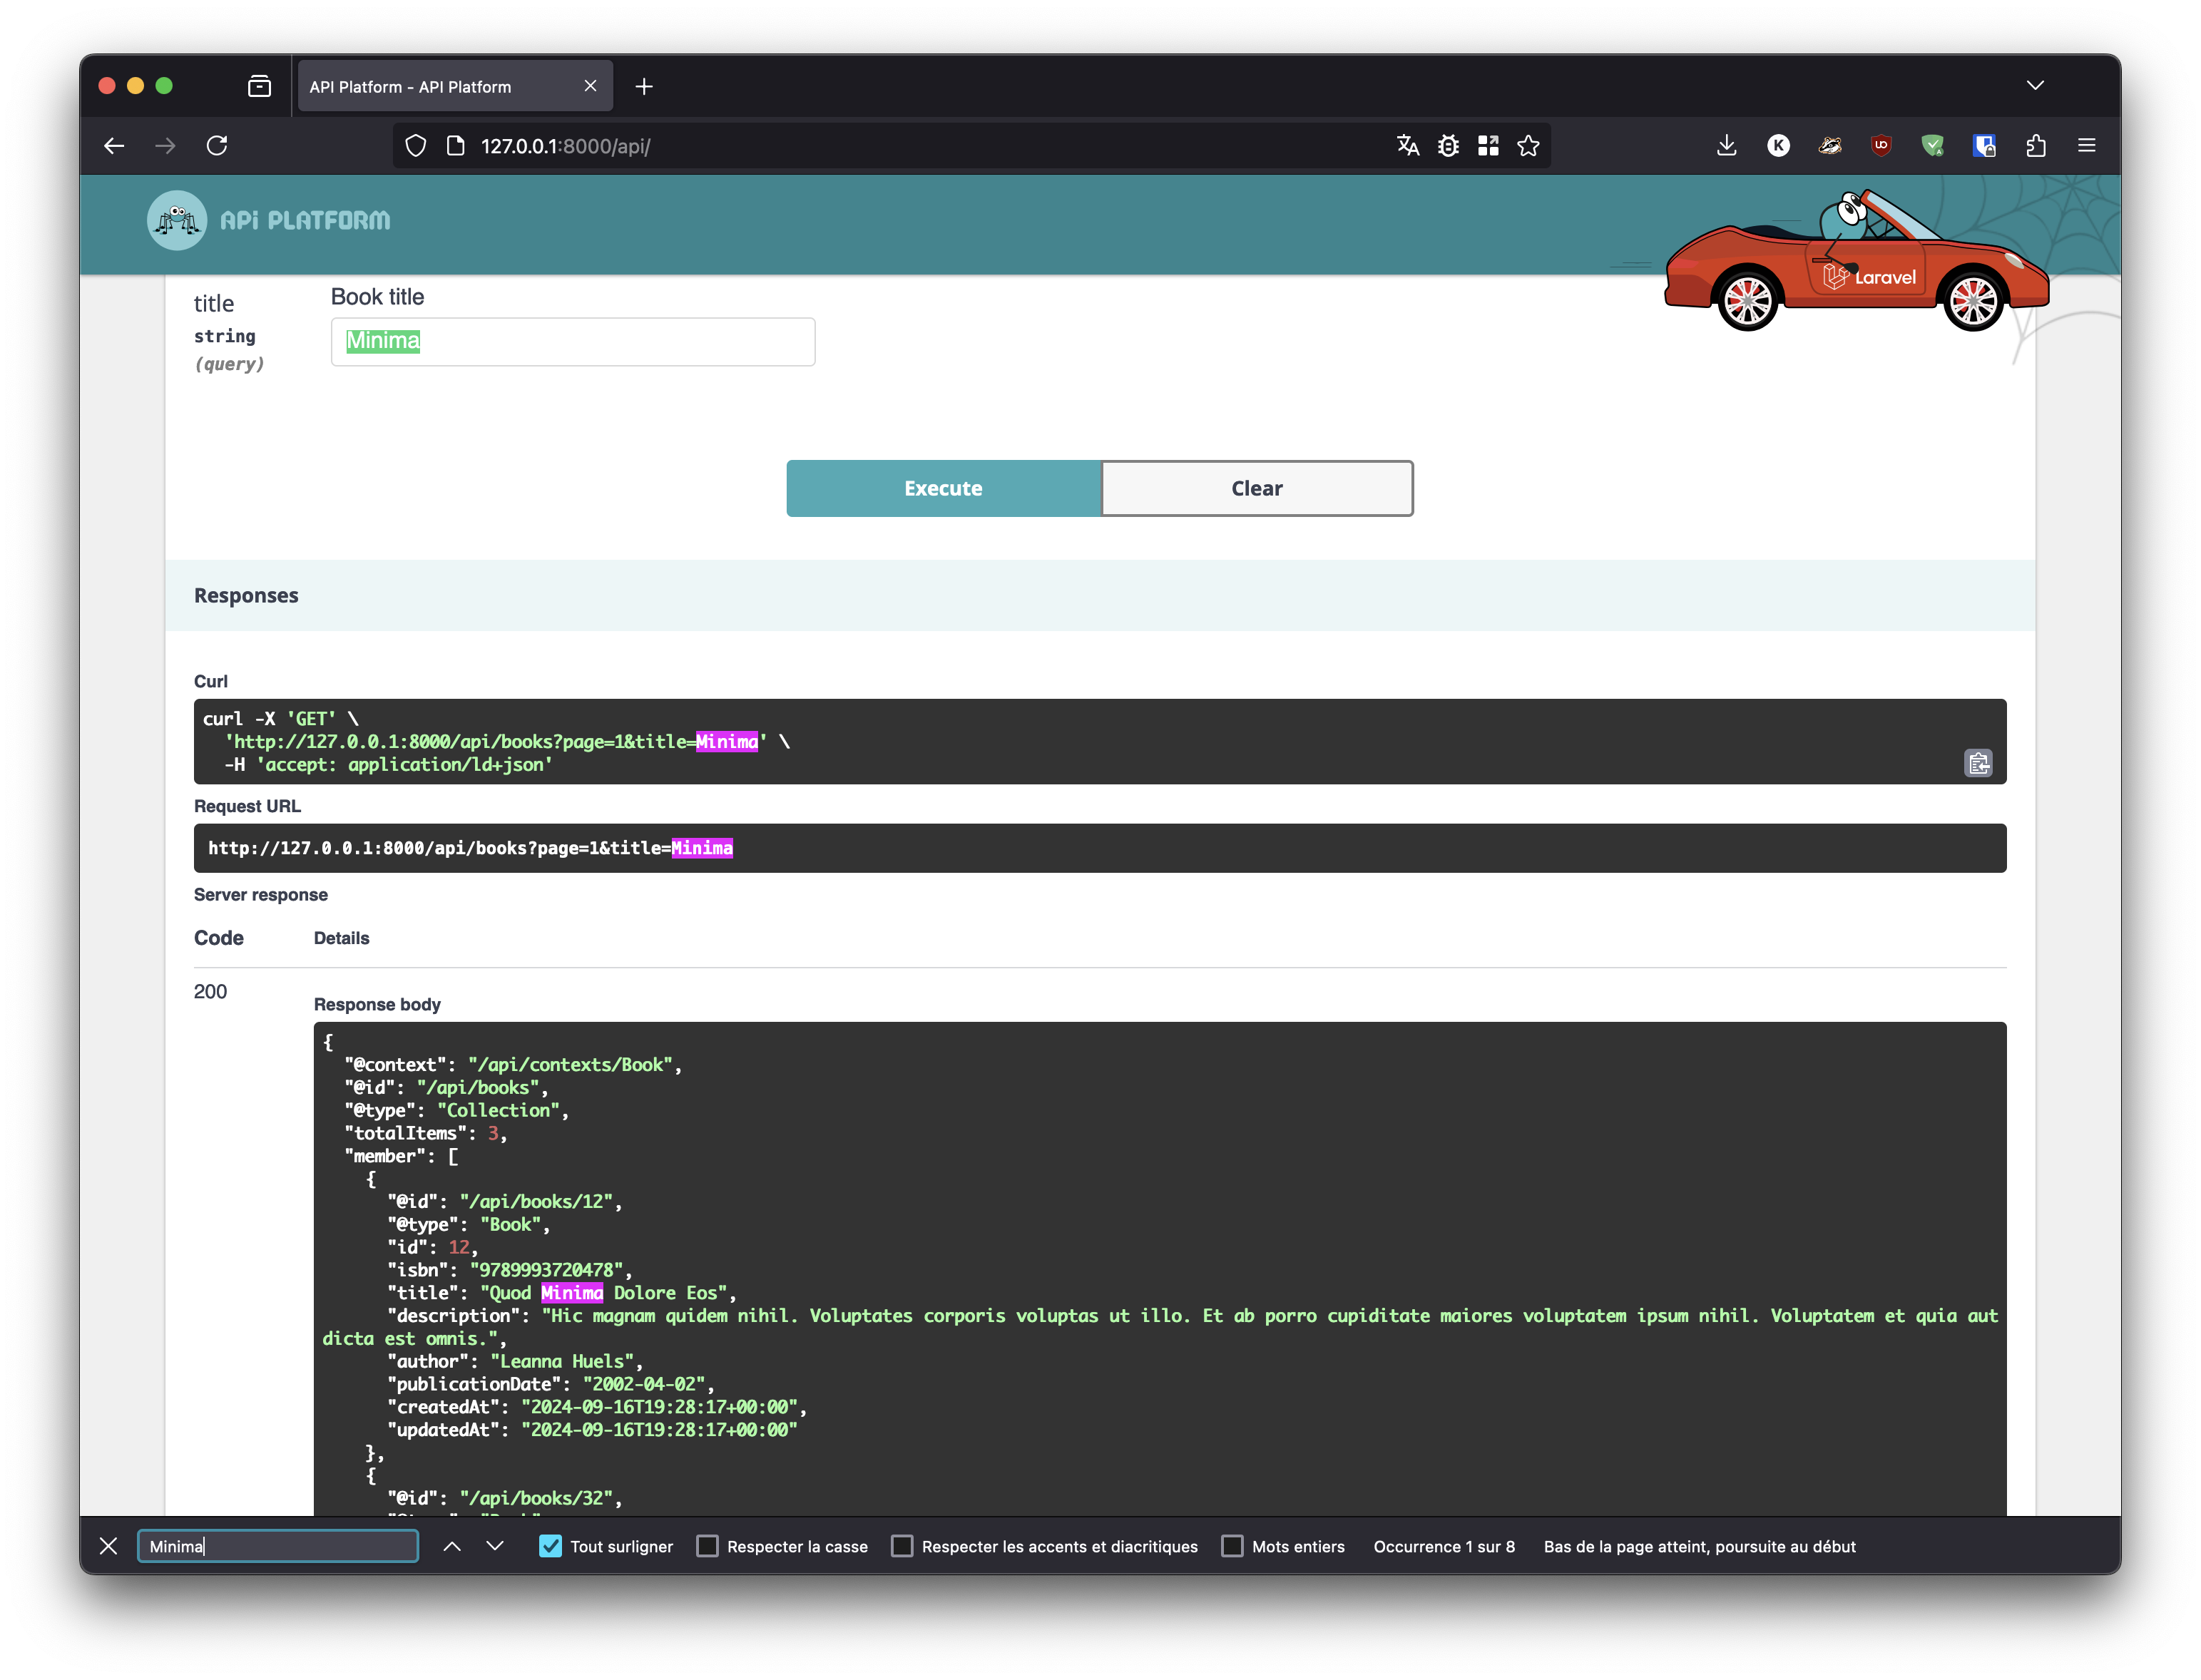 API Platform - API Platform
127.0.0.1:8000/api/
K
API PLATFORM
Laravel
title
Book title
string
Minima
(query)
Execute
Clear
Responses
Curl
curl -X 'GET' \
'http://127.0.0.1:8000/api/books?page=1&title=Minima' \
-H 'accept: application/ld+json'
Request URL
http://127.0.0.1:8000/api/books?page=1&title=Minima
Server response
Code
Details
200
Response body
{
"@context": "/api/contexts/Book",
"@id": "/api/books",
"@type": "Collection",
"totalItems": 3,
"member": [
{
"@id": "/api/books/12",
"@type": "Book",
"id": 12,
"isbn": "9789993720478",
"title": "Quod Minima Dolore Eos",
"description": "Hic magnam quidem nihil. Voluptates corporis voluptas ut illo. Et ab porro cupiditate maiores voluptatem ipsum nihil. Voluptatem et quia aut
dicta est omnis.",
"author": "Leanna Huels",
"publicationDate": "2002-04-02",
"createdAt": "2024-09-16T19:28:17+00:00",
"updatedAt": "2024-09-16T19:28:17+00:00"
},
{
"@id": "/api/books/32",
Minima
Tout surligner
Respecter la casse
Respecter les accents et diacritiques
Mots entiers
Occurrence 1 sur 8
Bas de la page atteint, poursuite au début